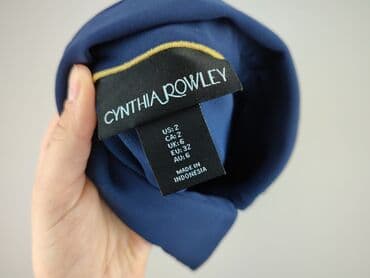 CYNTHIA ROWLEY
US: 2
CA: 2
UK: 6
EU: 32
AU: 6
MADE IN
INDONESIA